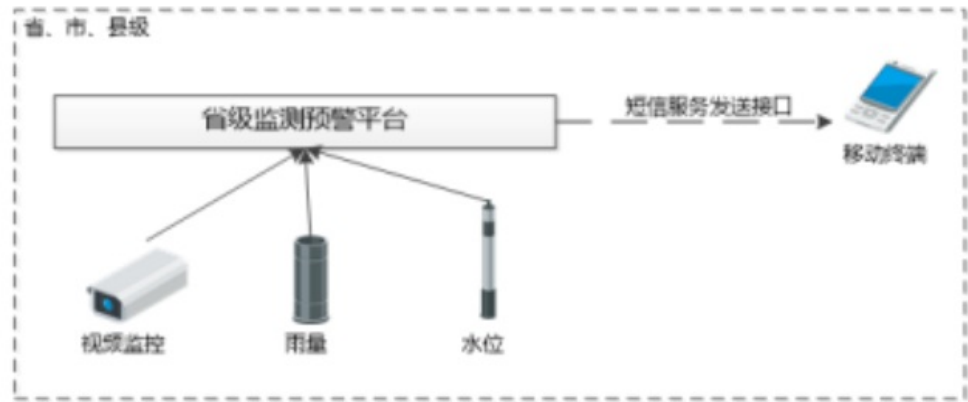 省、市、县级
省级监测预警平台
短信服务发送接口
移动终端
视频监控
雨量
水位